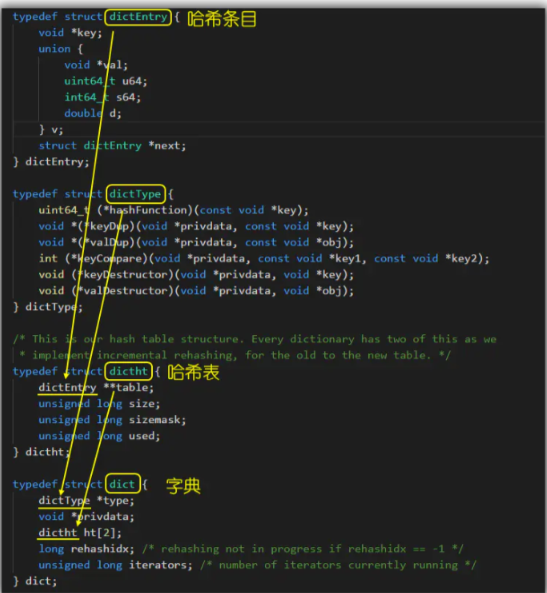 typedef struct dictEntry { 哈希条目
    void *key;
    union {
        void *val;
        uint64_t u64;
        int64_t s64;
        double d;
    } v;
    struct dictEntry *next;
} dictEntry;

typedef struct dictType {
    uint64_t (*hashFunction)(const void *key);
    void *(*keyDup)(void *privdata, const void *key);
    void *(*valDup)(void *privdata, const void *obj);
    int (*keyCompare)(void *privdata, const void *key1, const void *key2);
    void (*keyDestructor)(void *privdata, void *key);
    void (*valDestructor)(void *privdata, void *obj);
} dictType;

/* This is our hash table structure. Every dictionary has two of this as we
 * implement incremental rehashing, for the old to the new table. */
typedef struct dictht { 哈希表
    dictEntry **table;
    unsigned long size;
    unsigned long sizemask;
    unsigned long used;
} dictht;

typedef struct dict { 字典
    dictType *type;
    void *privdata;
    dictht ht[2];
    long rehashidx; /* rehashing not in progress if rehashidx == -1 */
    unsigned long iterators; /* number of iterators currently running */
} dict;